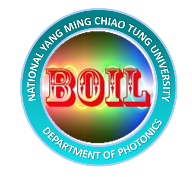 NATIONAL YANG MING CHIAO TUNG UNIVERSITY
BOIL
DEPARTMENT OF PHOTONICS